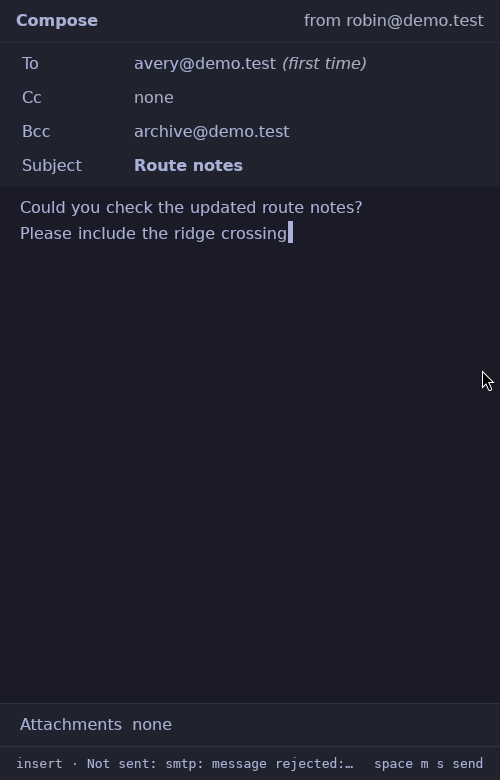 Compose from robin@demo.test
To avery@demo.test (first time)
Cc none
Bcc archive@demo.test
Subject Route notes
Could you check the updated route notes?
Please include the ridge crossing
Attachments none
insert · Not sent: smtp: message rejected:… space m s send